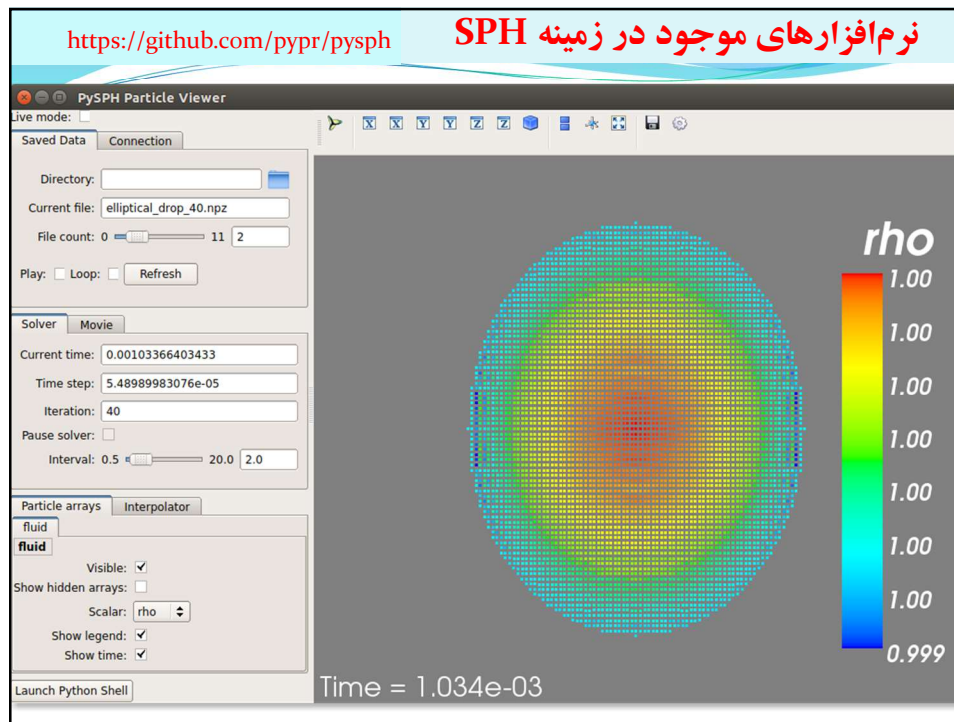 https://github.com/pypr/pysph
نرم‌افزارهای موجود در زمینه SPH
PySPH Particle Viewer
Live mode:
Saved Data Connection
Directory:
Current file: elliptical_drop_40.npz
File count: 0 11 2
Play: Loop: Refresh
Solver Movie
Current time: 0.00103366403433
Time step: 5.48989983076e-05
Iteration: 40
Pause solver:
Interval: 0.5 20.0 2.0
Particle arrays Interpolator
fluid
fluid
Visible:
Show hidden arrays:
Scalar: rho
Show legend:
Show time:
Launch Python Shell
X X Y Y Z Z
rho
1.00
1.00
1.00
1.00
1.00
1.00
1.00
0.999
Time = 1.034e-03